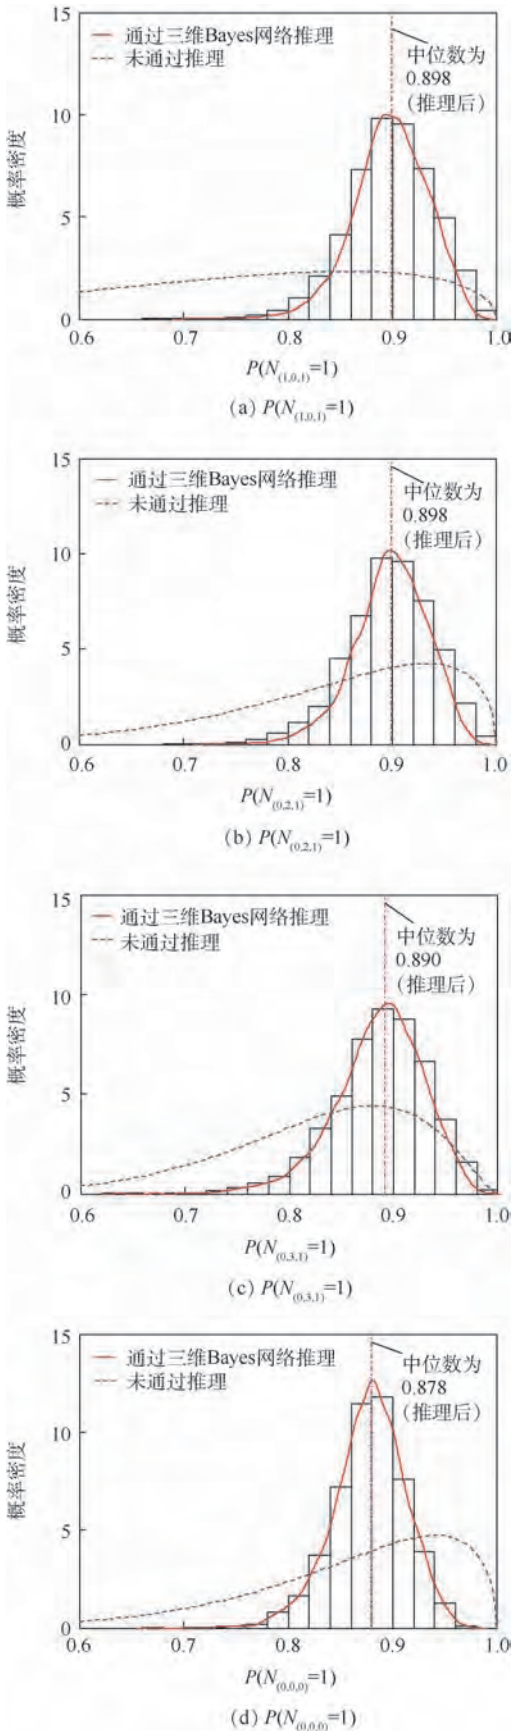 15
通过三维Bayes网络推理
未通过推理
中位数为
0.898
（推理后）
10
5
0
概率密度
0.6 0.7 0.8 0.9 1.0
P(N(1,0,1)=1)
(a) P(N(1,0,1)=1)
15
通过三维Bayes网络推理
未通过推理
中位数为
0.898
（推理后）
10
5
0
概率密度
0.6 0.7 0.8 0.9 1.0
P(N(0,2,1)=1)
(b) P(N(0,2,1)=1)
15
通过三维Bayes网络推理
未通过推理
中位数为
0.890
（推理后）
10
5
0
概率密度
0.6 0.7 0.8 0.9 1.0
P(N(0,3,1)=1)
(c) P(N(0,3,1)=1)
15
通过三维Bayes网络推理
未通过推理
中位数为
0.878
（推理后）
10
5
0
概率密度
0.6 0.7 0.8 0.9 1.0
P(N(0,0,0)=1)
(d) P(N(0,0,0)=1)